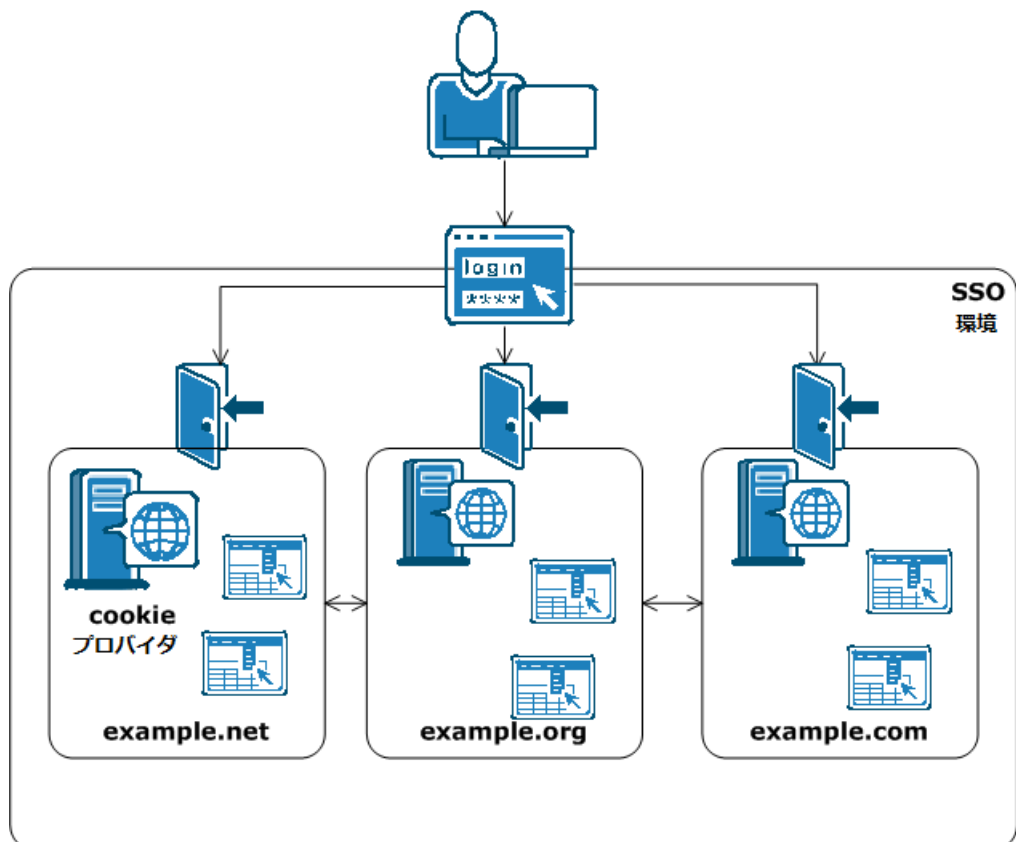 login
****
SSO
環境
cookie
プロバイダ
example.net
example.org
example.com